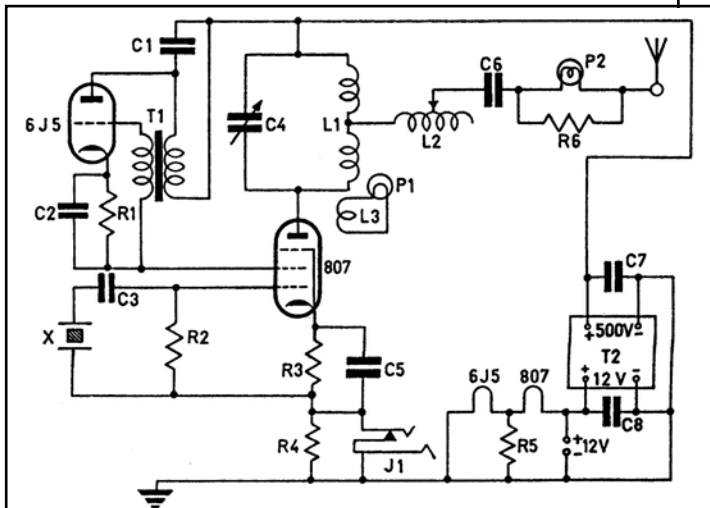 C1
C6
P2
6J5
T1
C4
L1
L2
R6
P1
C2
R1
L3
807
C7
C3
X
R2
+ 500V -
T2
R3
C5
6J5
807
+ 12V -
C8
R4
J1
R5
+ 12V
-